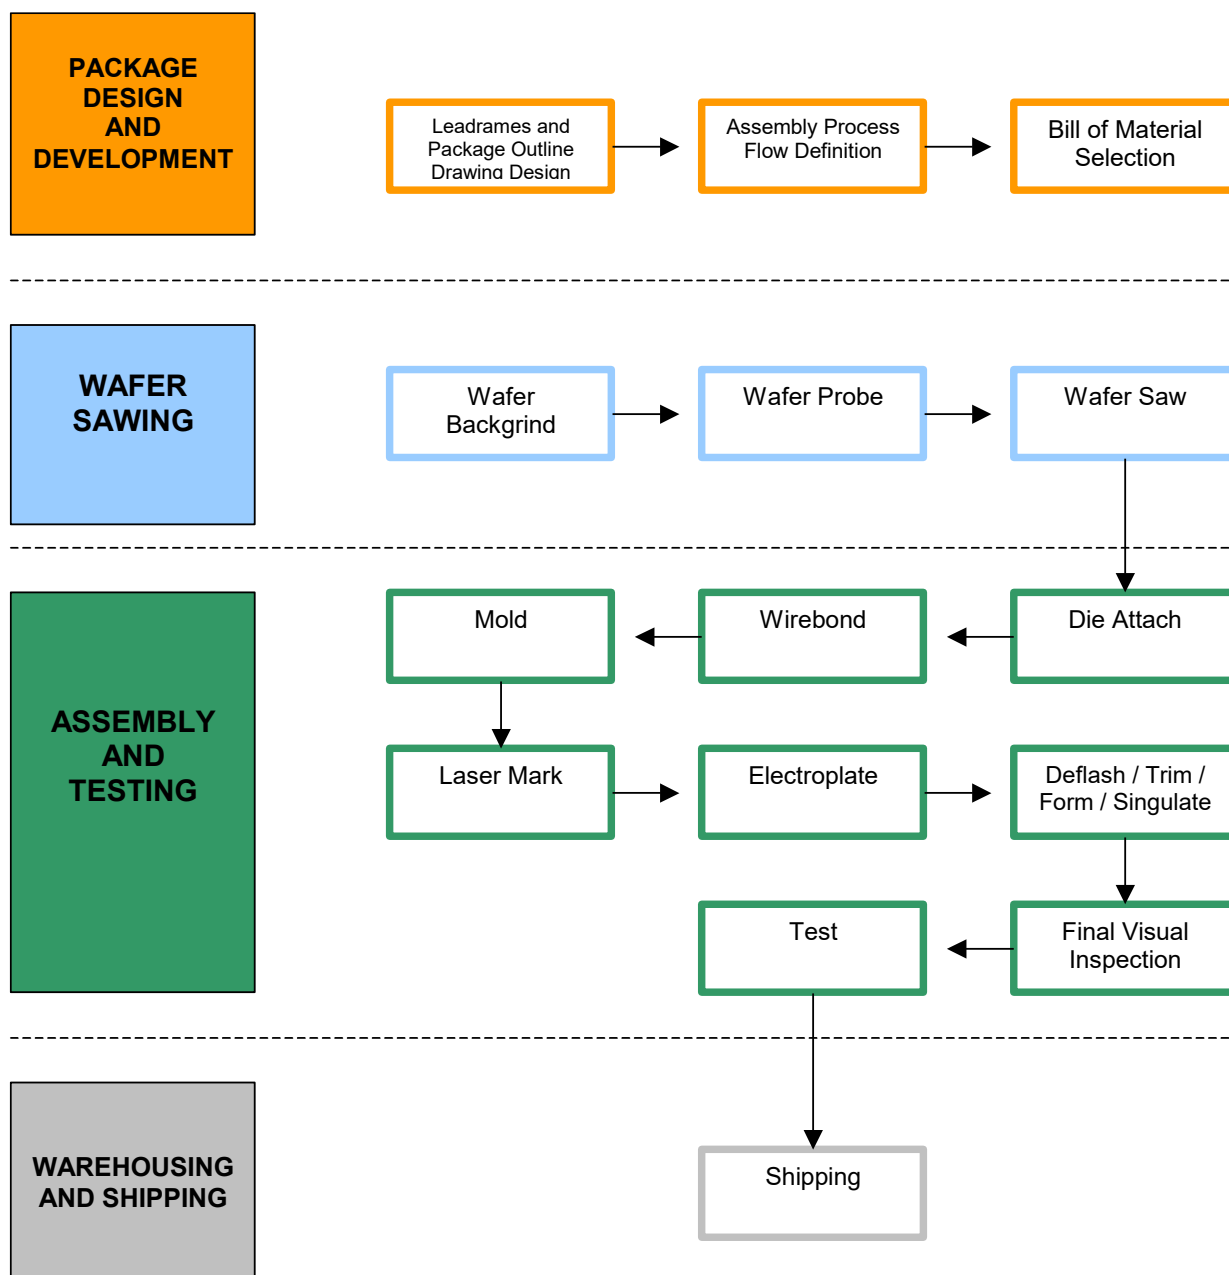 PACKAGE
DESIGN
AND
DEVELOPMENT
Leadrames and
Package Outline
Drawing Design
Assembly Process
Flow Definition
Bill of Material
Selection
WAFER
SAWING
Wafer
Backgrind
Wafer Probe
Wafer Saw
ASSEMBLY
AND
TESTING
Mold
Wirebond
Die Attach
Laser Mark
Electroplate
Deflash / Trim /
Form / Singulate
Test
Final Visual
Inspection
WAREHOUSING
AND SHIPPING
Shipping